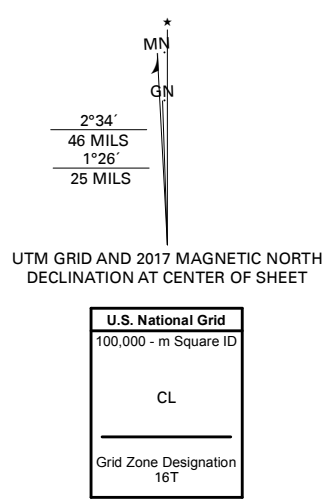 ★
MN
GN
2°34´
46 MILS
1°26´
25 MILS
UTM GRID AND 2017 MAGNETIC NORTH
DECLINATION AT CENTER OF SHEET
U.S. National Grid
100,000 - m Square ID
CL
Grid Zone Designation
16T